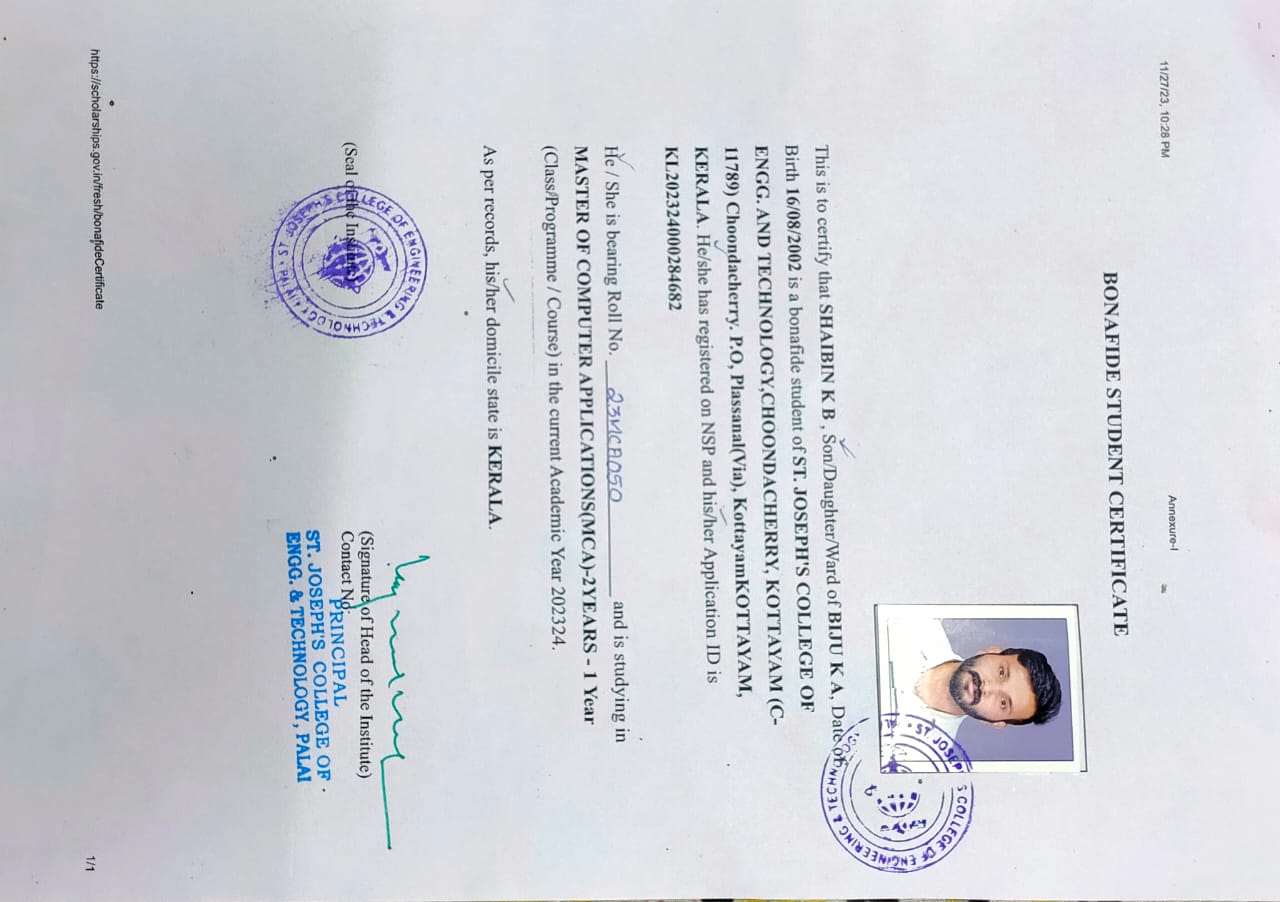 11/27/23, 10:28 PM
Annexure-I
BONAFIDE STUDENT CERTIFICATE
This is to certify that SHAIBIN K B , Son/Daughter/Ward of BIJU K A, Date of
Birth 16/08/2002 is a bonafide student of ST. JOSEPH'S COLLEGE OF
ENGG. AND TECHNOLOGY,CHOONDACHERRY, KOTTAYAM (C-
11789) Choondacherry. P.O, Plassanal(Via), KottayamKOTTAYAM,
KERALA. He/she has registered on NSP and his/her Application ID is
KL202324000284682
He / She is bearing Roll No. 23MCA050 and is studying in
MASTER OF COMPUTER APPLICATIONS(MCA)-2YEARS - 1 Year
(Class/Programme / Course) in the current Academic Year 202324.
As per records, his/her domicile state is KERALA.
(Seal of the Institute)
ST JOSEPH'S COLLEGE OF ENGINEERING & TECHNOLOGY
(Signature of Head of the Institute)
Contact No.
PRINCIPAL
ST. JOSEPH'S COLLEGE OF
ENGG. & TECHNOLOGY, PALAI
ST JOSEPH'S COLLEGE OF ENGINEERING & TECHN
https://scholarships.gov.in/fresh/bonafideCertificate
1/1